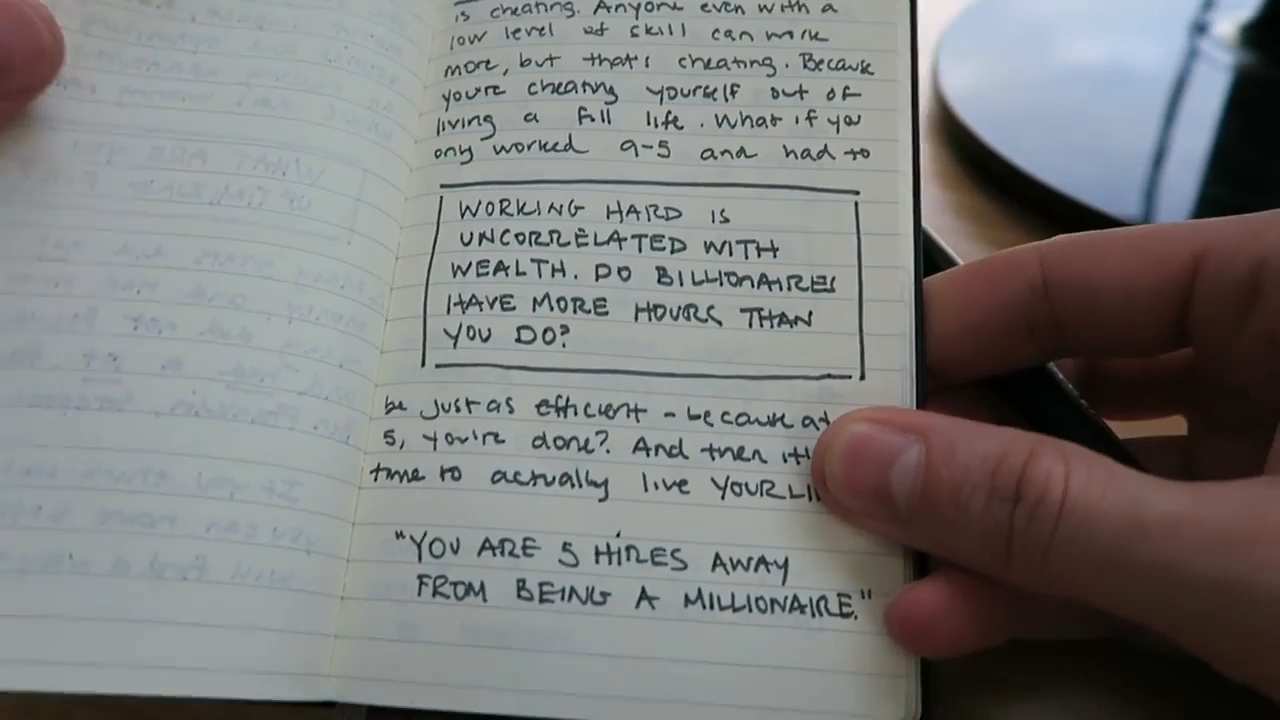 is cheating. Anyone even with a
low level of skill can work
more, but that's cheating. Because
you're cheating yourself out of
living a full life. What if you
only worked 9-5 and had to
WORKING HARD IS
UNCORRELATED WITH
WEALTH. DO BILLIONAIRES
HAVE MORE HOURS THAN
YOU DO?
be just as efficient - because at
5, you're done? And then
time to actually live YOUR
"YOU ARE 5 HIRES AWAY
FROM BEING A MILLIONAIRE."